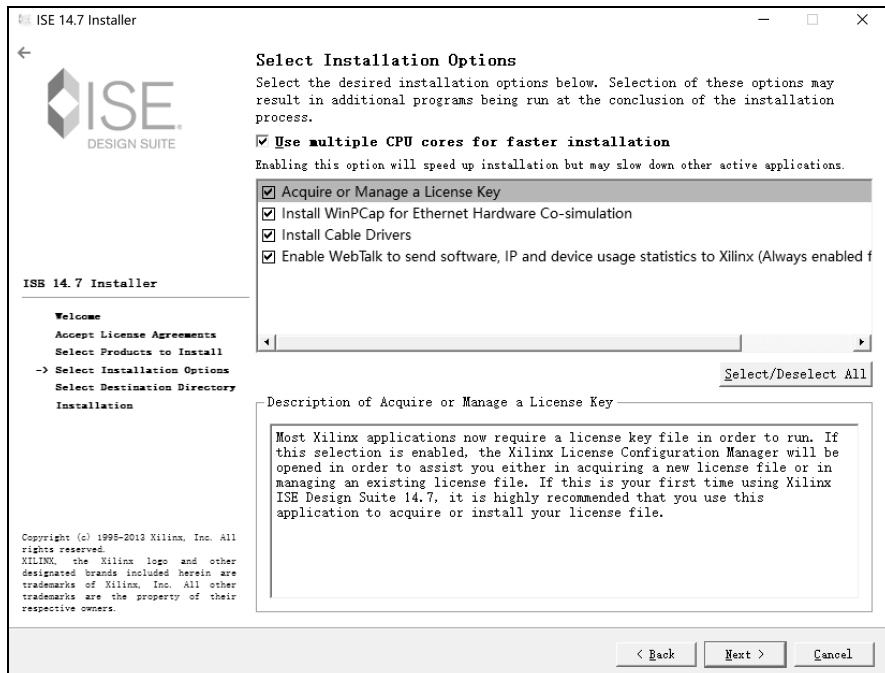 ISE 14.7 Installer
ISE
DESIGN SUITE
Select Installation Options
Select the desired installation options below. Selection of these options may
result in additional programs being run at the conclusion of the installation
process.
Use multiple CPU cores for faster installation
Enabling this option will speed up installation but may slow down other active applications.
Acquire or Manage a License Key
Install WinPCap for Ethernet Hardware Co-simulation
Install Cable Drivers
Enable WebTalk to send software, IP and device usage statistics to Xilinx (Always enabled f
Select/Deselect All
ISE 14.7 Installer
Welcome
Accept License Agreements
Select Products to Install
-> Select Installation Options
Select Destination Directory
Installation
Description of Acquire or Manage a License Key
Most Xilinx applications now require a license key file in order to run. If
this selection is enabled, the Xilinx License Configuration Manager will be
opened in order to assist you either in acquiring a new license file or in
managing an existing license file. If this is your first time using Xilinx
ISE Design Suite 14.7, it is highly recommended that you use this
application to acquire or install your license file.
Copyright (c) 1995-2013 Xilinx, Inc. All
rights reserved.
XILINX, the Xilinx logo and other
designated brands included herein are
trademarks of Xilinx, Inc. All other
trademarks are the property of their
respective owners.
< Back
Next >
Cancel